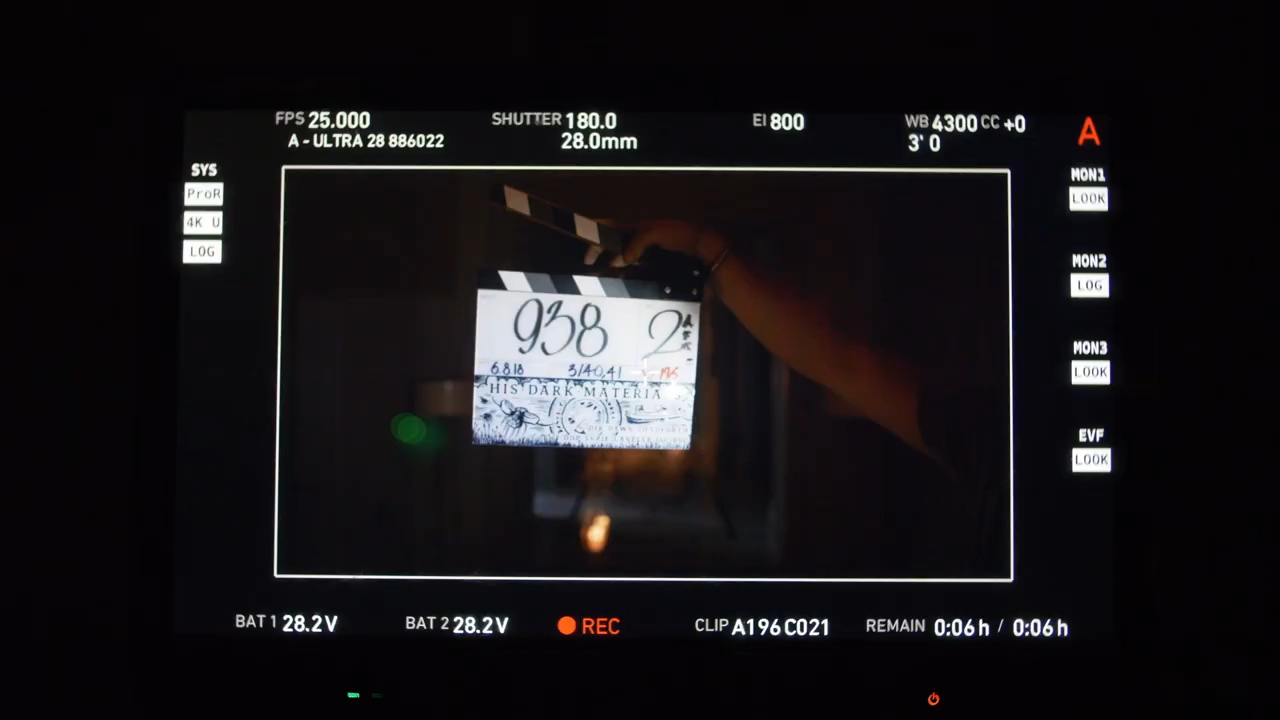 FPS 25.000 SHUTTER 180.0 EI 800 WB 4300 CC +0 A
A - ULTRA 28 886022 28.0mm 3' 0
SYS
ProR
4K U
LOG
MON1
LOOK
MON2
LOG
MON3
LOOK
EVF
LOOK
938 2
6.8.18 3/40,41
HIS DARK MATERIA
BAT 1 28.2V BAT 2 28.2V REC CLIP A196 C021 REMAIN 0:06h / 0:06h